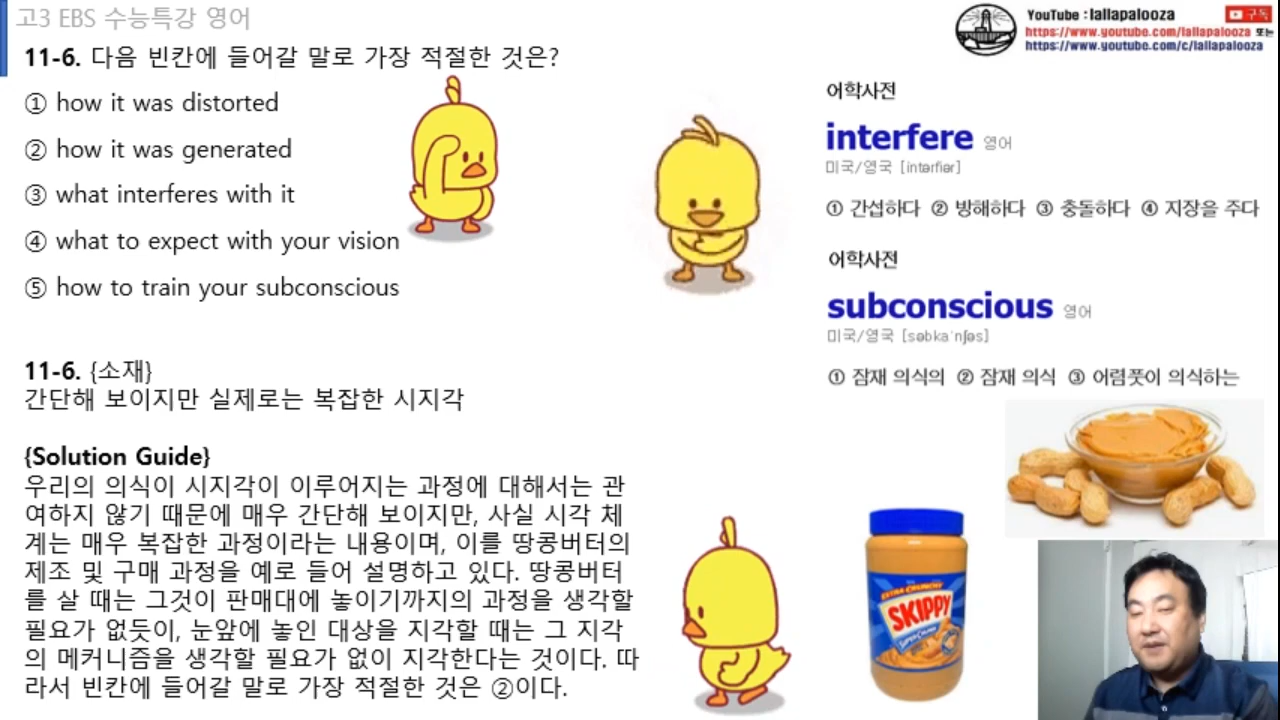 고3 EBS 수능특강 영어
11-6. 다음 빈칸에 들어갈 말로 가장 적절한 것은?
① how it was distorted
② how it was generated
③ what interferes with it
④ what to expect with your vision
⑤ how to train your subconscious
11-6. {소재}
간단해 보이지만 실제로는 복잡한 시지각
{Solution Guide}
우리의 의식이 시지각이 이루어지는 과정에 대해서는 관
여하지 않기 때문에 매우 간단해 보이지만, 사실 시각 체
계는 매우 복잡한 과정이라는 내용이며, 이를 땅콩버터의
제조 및 구매 과정을 예로 들어 설명하고 있다. 땅콩버터
를 살 때는 그것이 판매대에 놓이기까지의 과정을 생각할
필요가 없듯이, 눈앞에 놓인 대상을 지각할 때는 그 지각
의 메커니즘을 생각할 필요가 없이 지각한다는 것이다. 따
라서 빈칸에 들어갈 말로 가장 적절한 것은 ②이다.
YouTube : lallapalooza
구독
https://www.youtube.com/lallapalooza 또는
https://www.youtube.com/c/lallapalooza
어학사전
interfere 영어
미국/영국 [intərfiər]
① 간섭하다 ② 방해하다 ③ 충돌하다 ④ 지장을 주다
어학사전
subconscious 영어
미국/영국 [səbkaˈnʃəs]
① 잠재 의식의 ② 잠재 의식 ③ 어렴풋이 의식하는
EXTRA CRUNCHY
SKIPPY
SUPER CHUNK